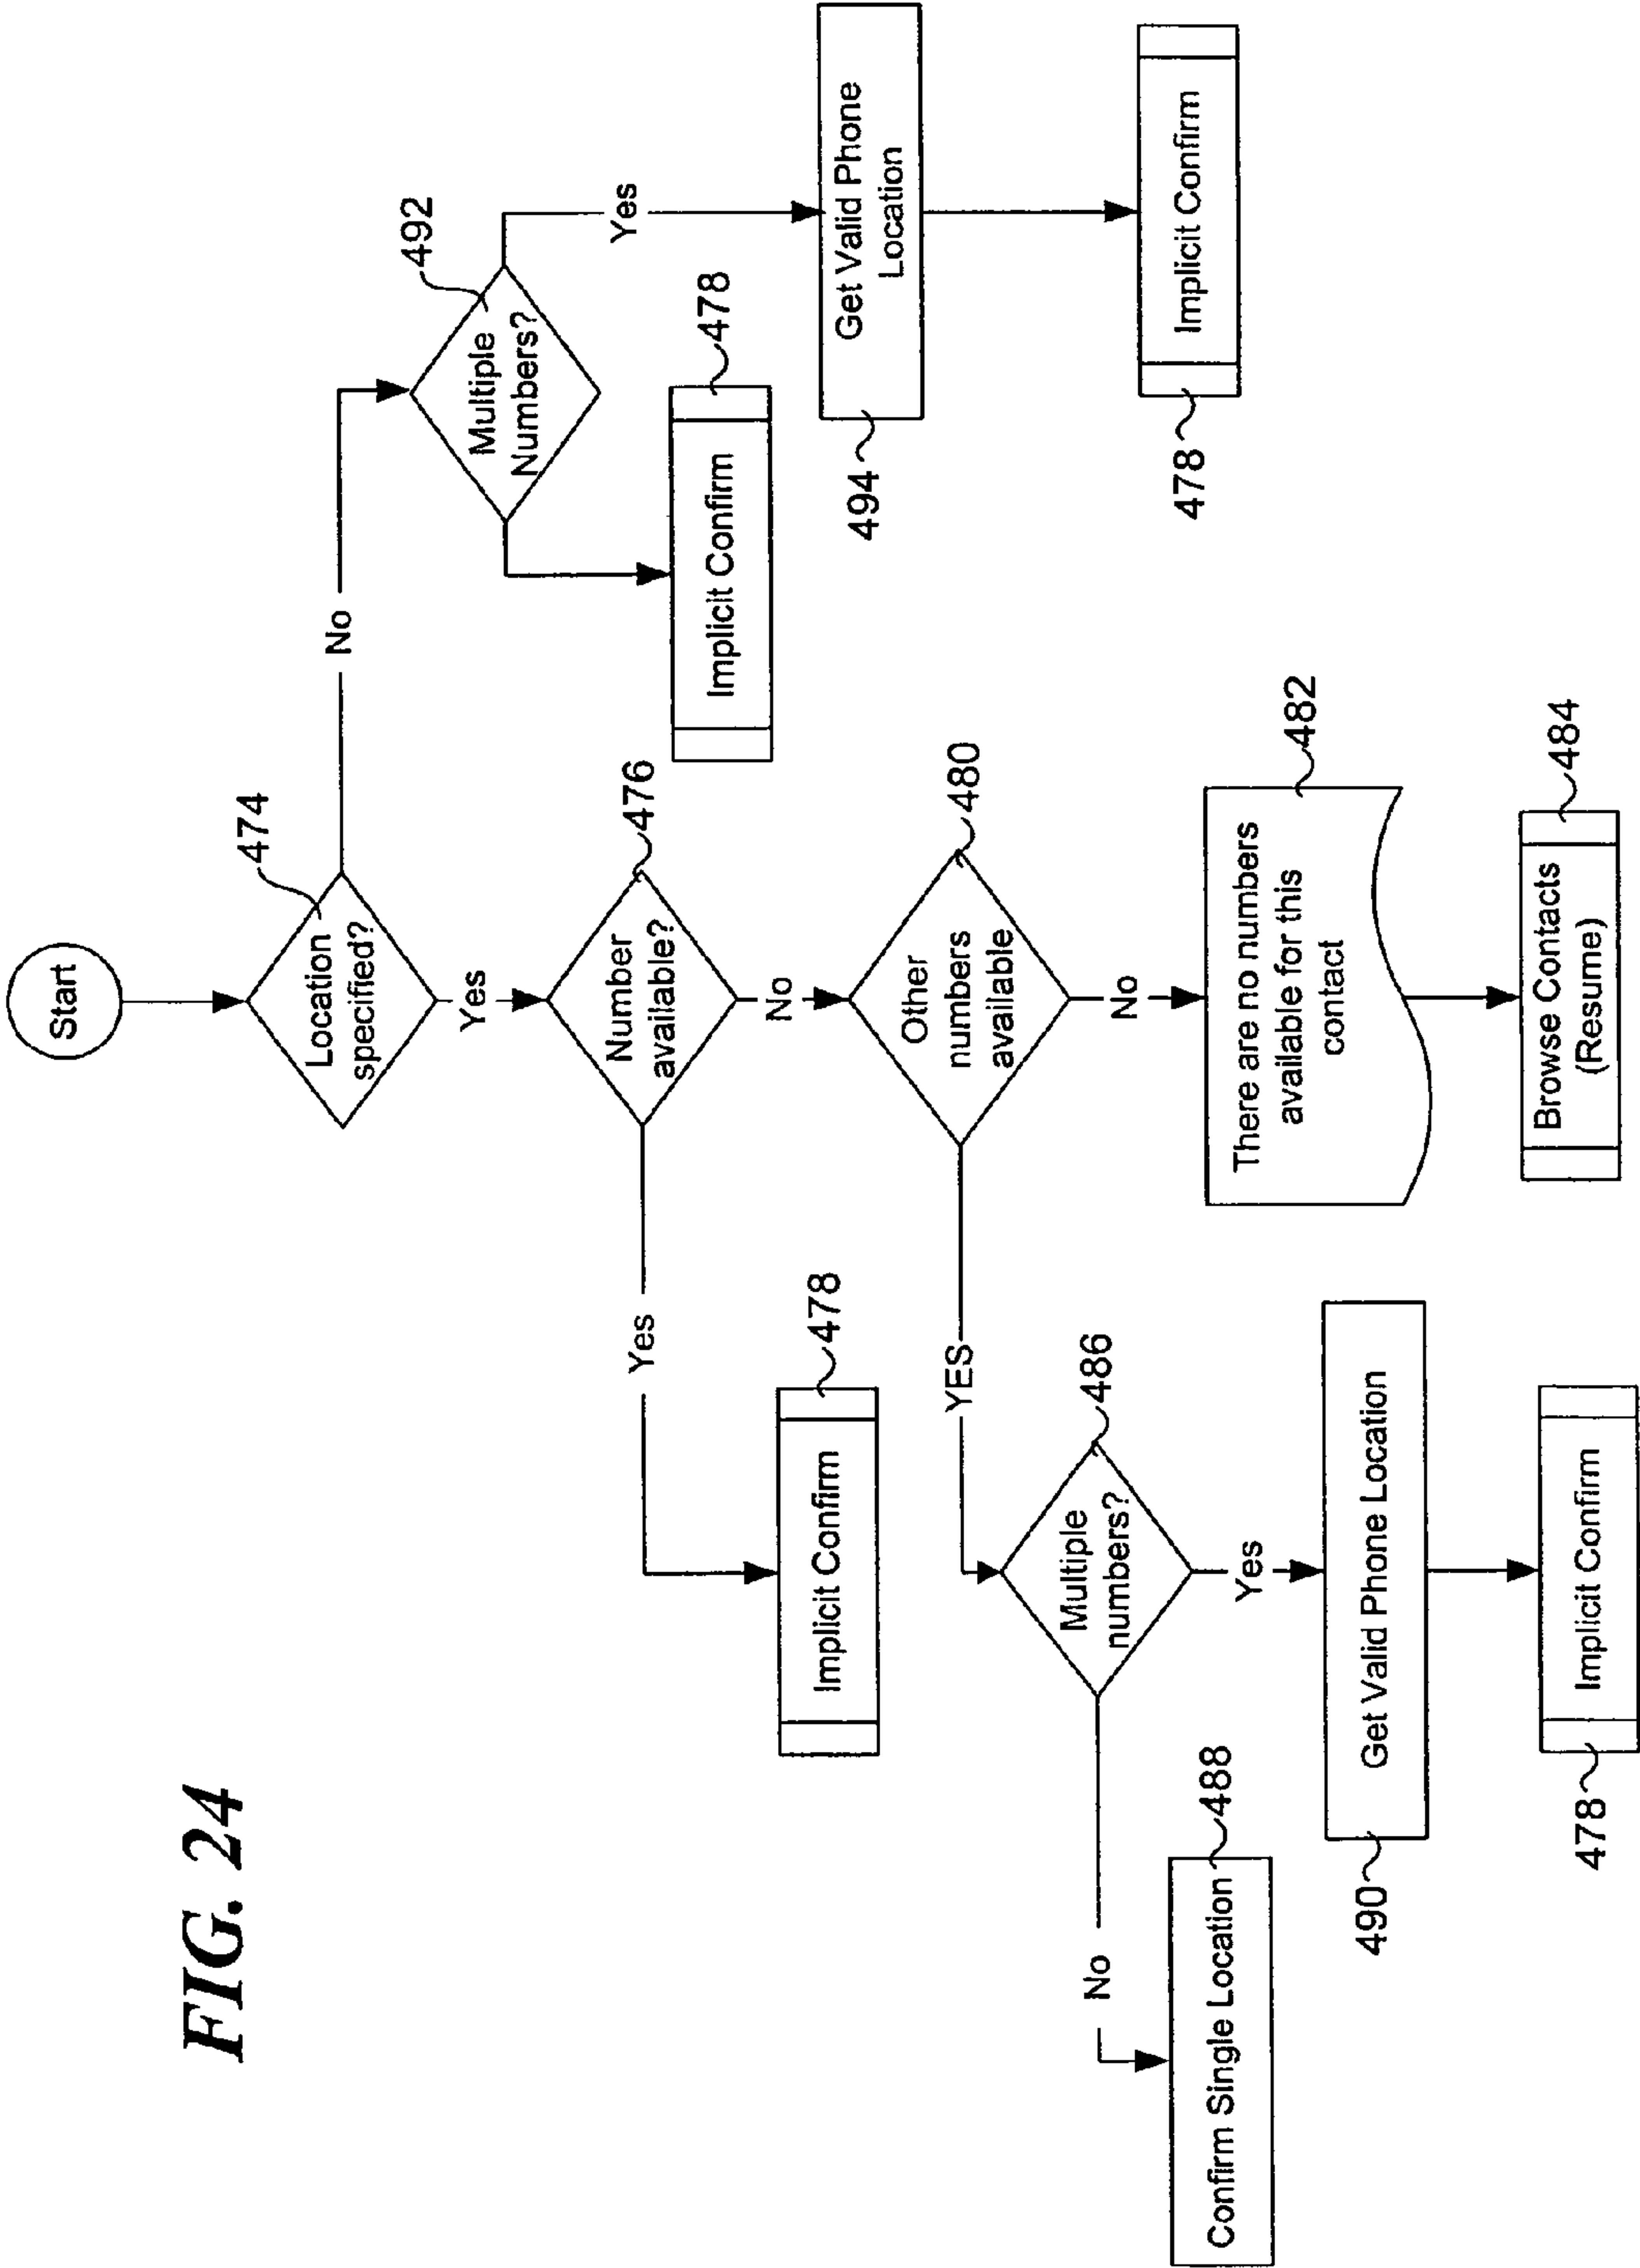 FIG. 24
Start
474
Location
specified?
No
Yes
492
Multiple
Numbers?
Yes
476
Number
available?
Yes
No
478
Implicit Confirm
494
Get Valid Phone
Location
478
Implicit Confirm
478
Implicit Confirm
480
Other
numbers
available
YES
No
486
Multiple
numbers?
No
Yes
482
There are no numbers
available for this
contact
484
Browse Contacts
(Resume)
488
Confirm Single Location
490
Get Valid Phone Location
478
Implicit Confirm